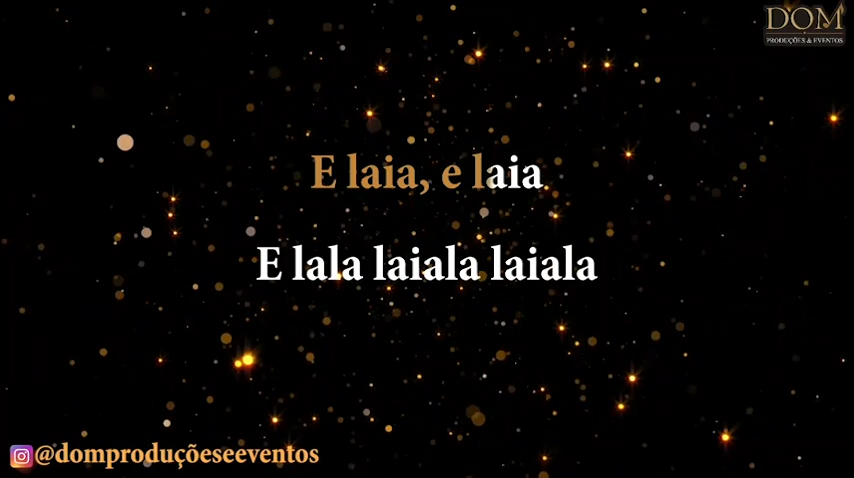 DOM
PRODUÇÕES & EVENTOS
E laia, e laia
E lala laiala laiala
@domproduçõeseeventos